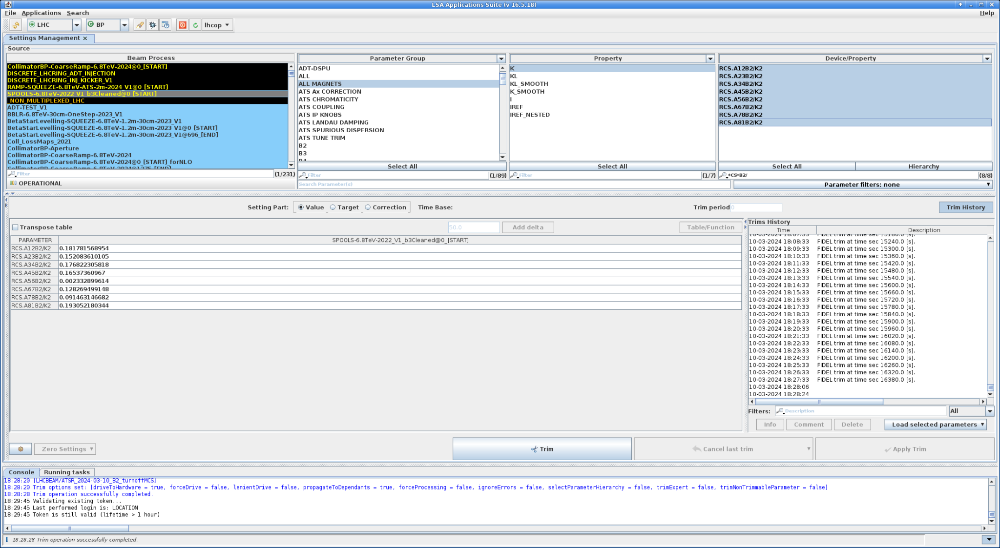 LSA Applications Suite (v 16.5.18)
File Applications Search Help
LHC BP lhcop
Settings Management
Source
Beam Process
CollimatorBP-CoarseRamp-6.8TeV-2024@0_[START]
DISCRETE_LHCRING_ADT_INJECTION
DISCRETE_LHCRING_INJ_KICKER_V1
RAMP-SQUEEZE-6.8TeV-ATS-2m-2024_V1@0_[START]
SPOOLS-6.8TeV-2022_V1_b3Cleaned@0_[START]
_NON_MULTIPLEXED_LHC
ADT-TEST_V1
BBLR-6.8TeV-30cm-OneStep-2023_V1
BetaStarLevelling-SQUEEZE-6.8TeV-1.2m-30cm-2023_V1
BetaStarLevelling-SQUEEZE-6.8TeV-1.2m-30cm-2023_V1@0_[START]
BetaStarLevelling-SQUEEZE-6.8TeV-1.2m-30cm-2023_V1@696_[END]
Coll_LossMaps_2021
CollimatorBP-Aperture
CollimatorBP-CoarseRamp-6.8TeV-2024
CollimatorBP-CoarseRamp-6.8TeV-2024@0_[START]_forNLO
CollimatorBP-CoarseRamp-6.8TeV-2024@1275_[END]
Filter (1/231)
OPERATIONAL
Parameter Group
ADT-DSPU
ALL
ALL MAGNETS
ATS Ax CORRECTION
ATS CHROMATICITY
ATS COUPLING
ATS IP KNOBS
ATS LANDAU DAMPING
ATS SPURIOUS DISPERSION
ATS TUNE TRIM
B2
B3
B4
Select All
Filter (1/89)
Property
K
KL
KL_SMOOTH
K_SMOOTH
I
IREF
IREF_NESTED
Select All
Filter (1/7)
Search Parameter(s)
Device/Property
RCS.A12B2/K2
RCS.A23B2/K2
RCS.A34B2/K2
RCS.A45B2/K2
RCS.A56B2/K2
RCS.A67B2/K2
RCS.A78B2/K2
RCS.A81B2/K2
Select All Hierarchy
*CS*B2/ (8/8)
Parameter filters: none
Setting Part: Value Target Correction Time Base: Trim period 0 Trim History
Transpose table 50.0 Add delta Table/Function
PARAMETER SPOOLS-6.8TeV-2022_V1_b3Cleaned@0_[START]
RCS.A12B2/K2 0.181781568954
RCS.A23B2/K2 0.152083610105
RCS.A34B2/K2 0.176822305818
RCS.A45B2/K2 0.16537360967
RCS.A56B2/K2 0.002332899614
RCS.A67B2/K2 0.128269499148
RCS.A78B2/K2 0.091463146682
RCS.A81B2/K2 0.193052180344
Trims History
Time Description
10-03-2024 18:07:33 FIDEL trim at time sec 15180.0 [s].
10-03-2024 18:08:33 FIDEL trim at time sec 15240.0 [s].
10-03-2024 18:09:33 FIDEL trim at time sec 15300.0 [s].
10-03-2024 18:10:33 FIDEL trim at time sec 15360.0 [s].
10-03-2024 18:11:33 FIDEL trim at time sec 15420.0 [s].
10-03-2024 18:12:33 FIDEL trim at time sec 15480.0 [s].
10-03-2024 18:13:33 FIDEL trim at time sec 15540.0 [s].
10-03-2024 18:14:33 FIDEL trim at time sec 15600.0 [s].
10-03-2024 18:15:33 FIDEL trim at time sec 15660.0 [s].
10-03-2024 18:16:33 FIDEL trim at time sec 15720.0 [s].
10-03-2024 18:17:33 FIDEL trim at time sec 15780.0 [s].
10-03-2024 18:18:33 FIDEL trim at time sec 15840.0 [s].
10-03-2024 18:19:33 FIDEL trim at time sec 15900.0 [s].
10-03-2024 18:20:33 FIDEL trim at time sec 15960.0 [s].
10-03-2024 18:21:33 FIDEL trim at time sec 16020.0 [s].
10-03-2024 18:22:33 FIDEL trim at time sec 16080.0 [s].
10-03-2024 18:23:33 FIDEL trim at time sec 16140.0 [s].
10-03-2024 18:24:33 FIDEL trim at time sec 16200.0 [s].
10-03-2024 18:25:33 FIDEL trim at time sec 16260.0 [s].
10-03-2024 18:26:33 FIDEL trim at time sec 16320.0 [s].
10-03-2024 18:27:33 FIDEL trim at time sec 16380.0 [s].
10-03-2024 18:28:06
10-03-2024 18:28:24
Filters: Description All
Info Comment Delete Load selected parameters
Zero Settings Trim Cancel last trim Apply Trim
Console Running tasks
18:28:20 [LHCBEAM/ATSR_2024-03-10_B2_turnoffMCS]
18:28:20 Trim options set: [driveToHardware = true, forceDrive = false, lenientDrive = false, propagateToDependants = true, forceProcessing = false, ignoreErrors = false, selectParameterHierarchy = false, trimExpert = false, trimNonTrimmableParameter = false]
18:28:28 Trim operation successfully completed.
18:29:45 Validating existing token...
18:29:45 Last performed login is: LOCATION
18:29:45 Token is still valid (lifetime > 1 hour)
18:28:28 Trim operation successfully completed.